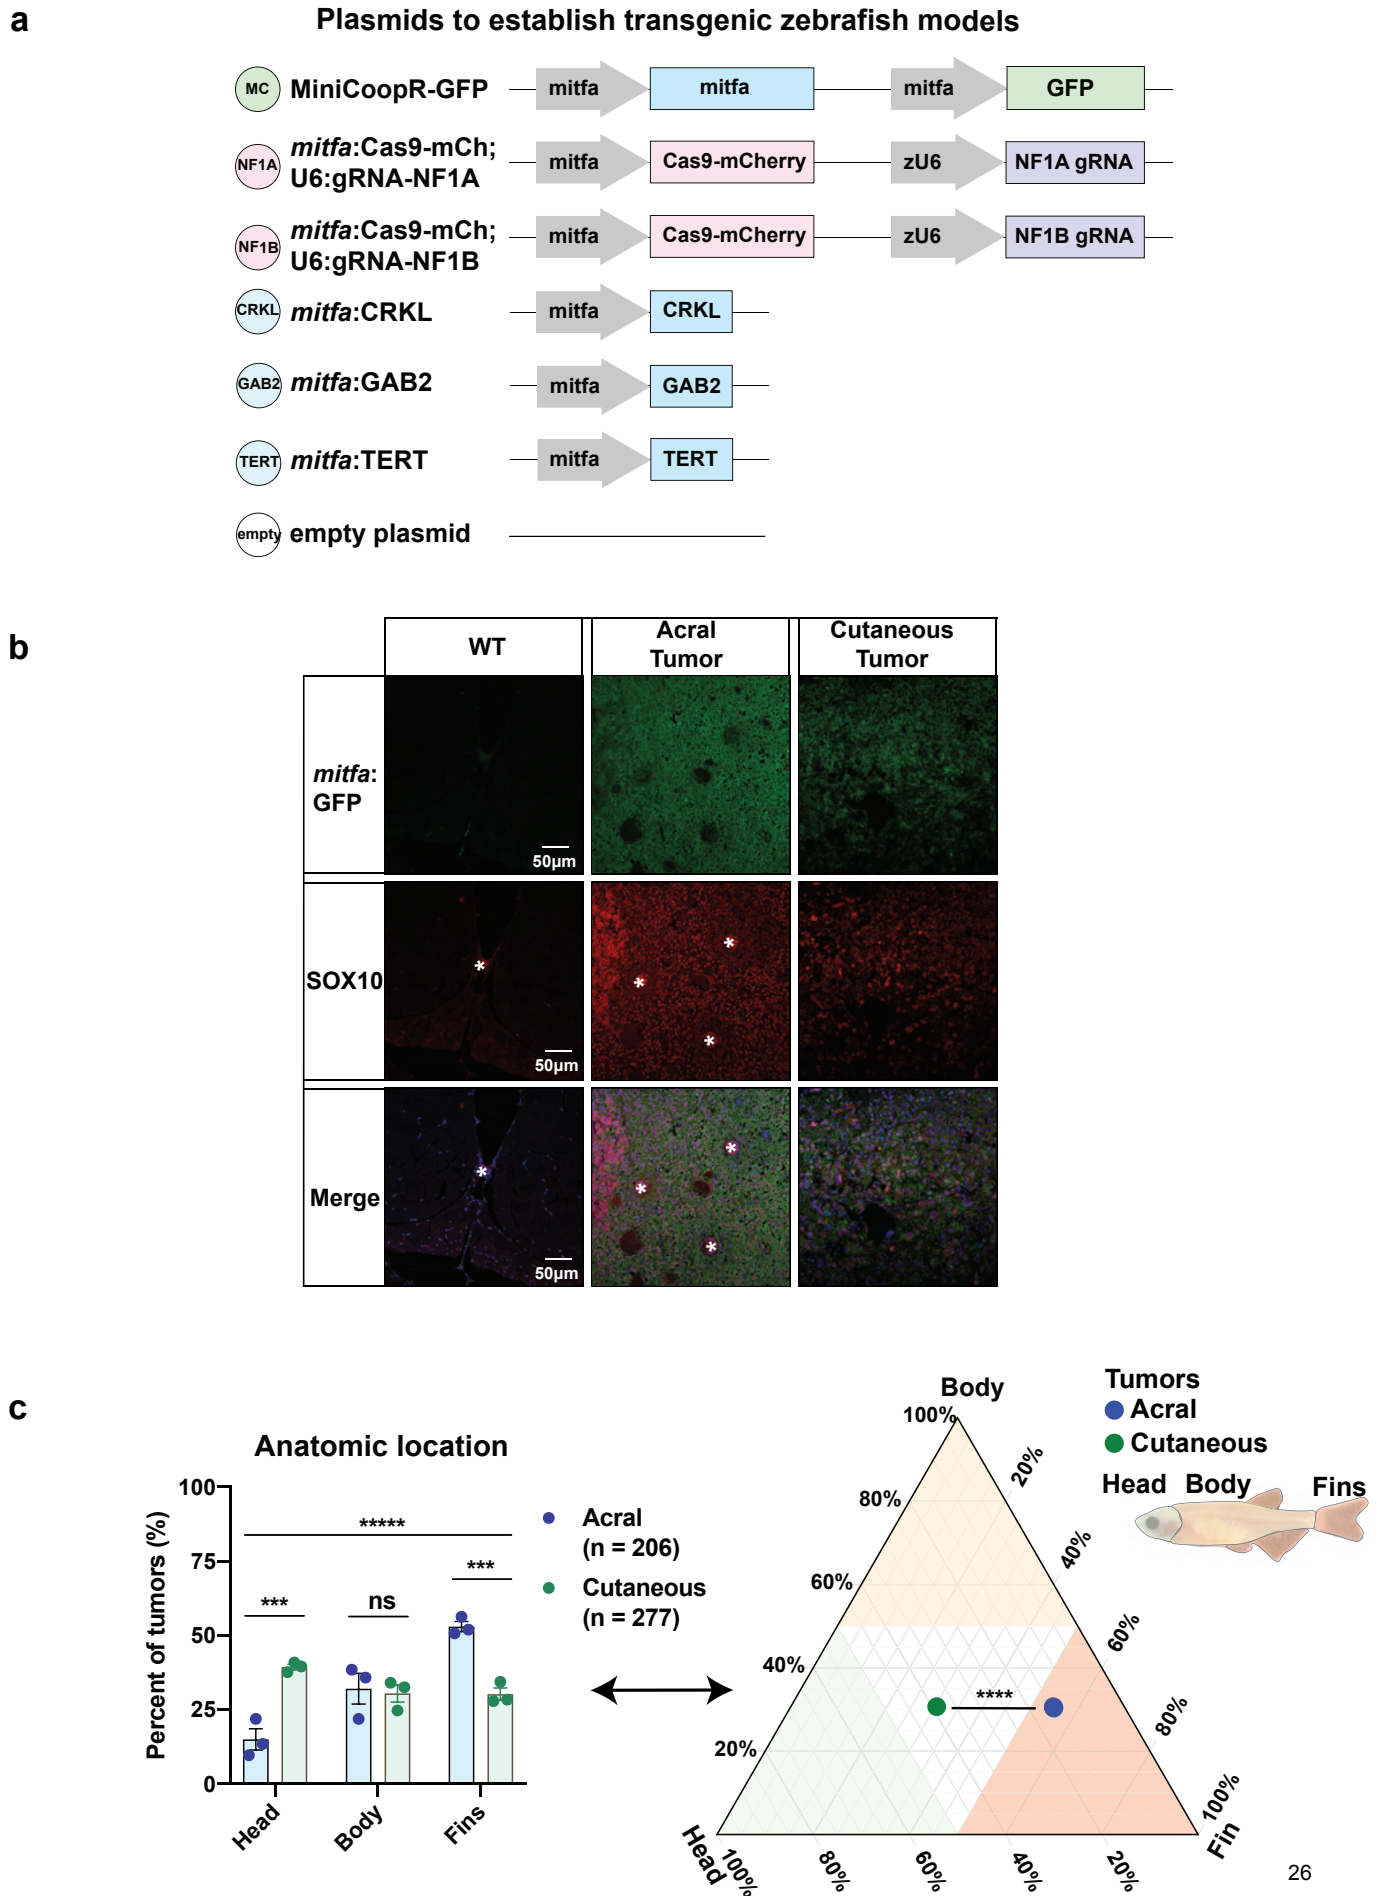 a
Plasmids to establish transgenic zebrafish models
MC MiniCoopR-GFP mitfa mitfa mitfa GFP
NF1A mitfa:Cas9-mCh; U6:gRNA-NF1A mitfa Cas9-mCherry zU6 NF1A gRNA
NF1B mitfa:Cas9-mCh; U6:gRNA-NF1B mitfa Cas9-mCherry zU6 NF1B gRNA
CRKL mitfa:CRKL mitfa CRKL
GAB2 mitfa:GAB2 mitfa GAB2
TERT mitfa:TERT mitfa TERT
empty empty plasmid
b
WT
Acral
Tumor
Cutaneous
Tumor
mitfa:
GFP
50µm
SOX10
*
*
*
*
50µm
Merge
*
*
*
*
50µm
c
Anatomic location
Percent of tumors (%)
100
75
50
25
0
*****
***
ns
***
Head
Body
Fins
Acral
(n = 206)
Cutaneous
(n = 277)
Body
100%
80%
60%
40%
20%
20%
40%
60%
80%
100%
Fin
Head
100%
80%
60%
40%
20%
****
Tumors
Acral
Cutaneous
Head Body Fins
26